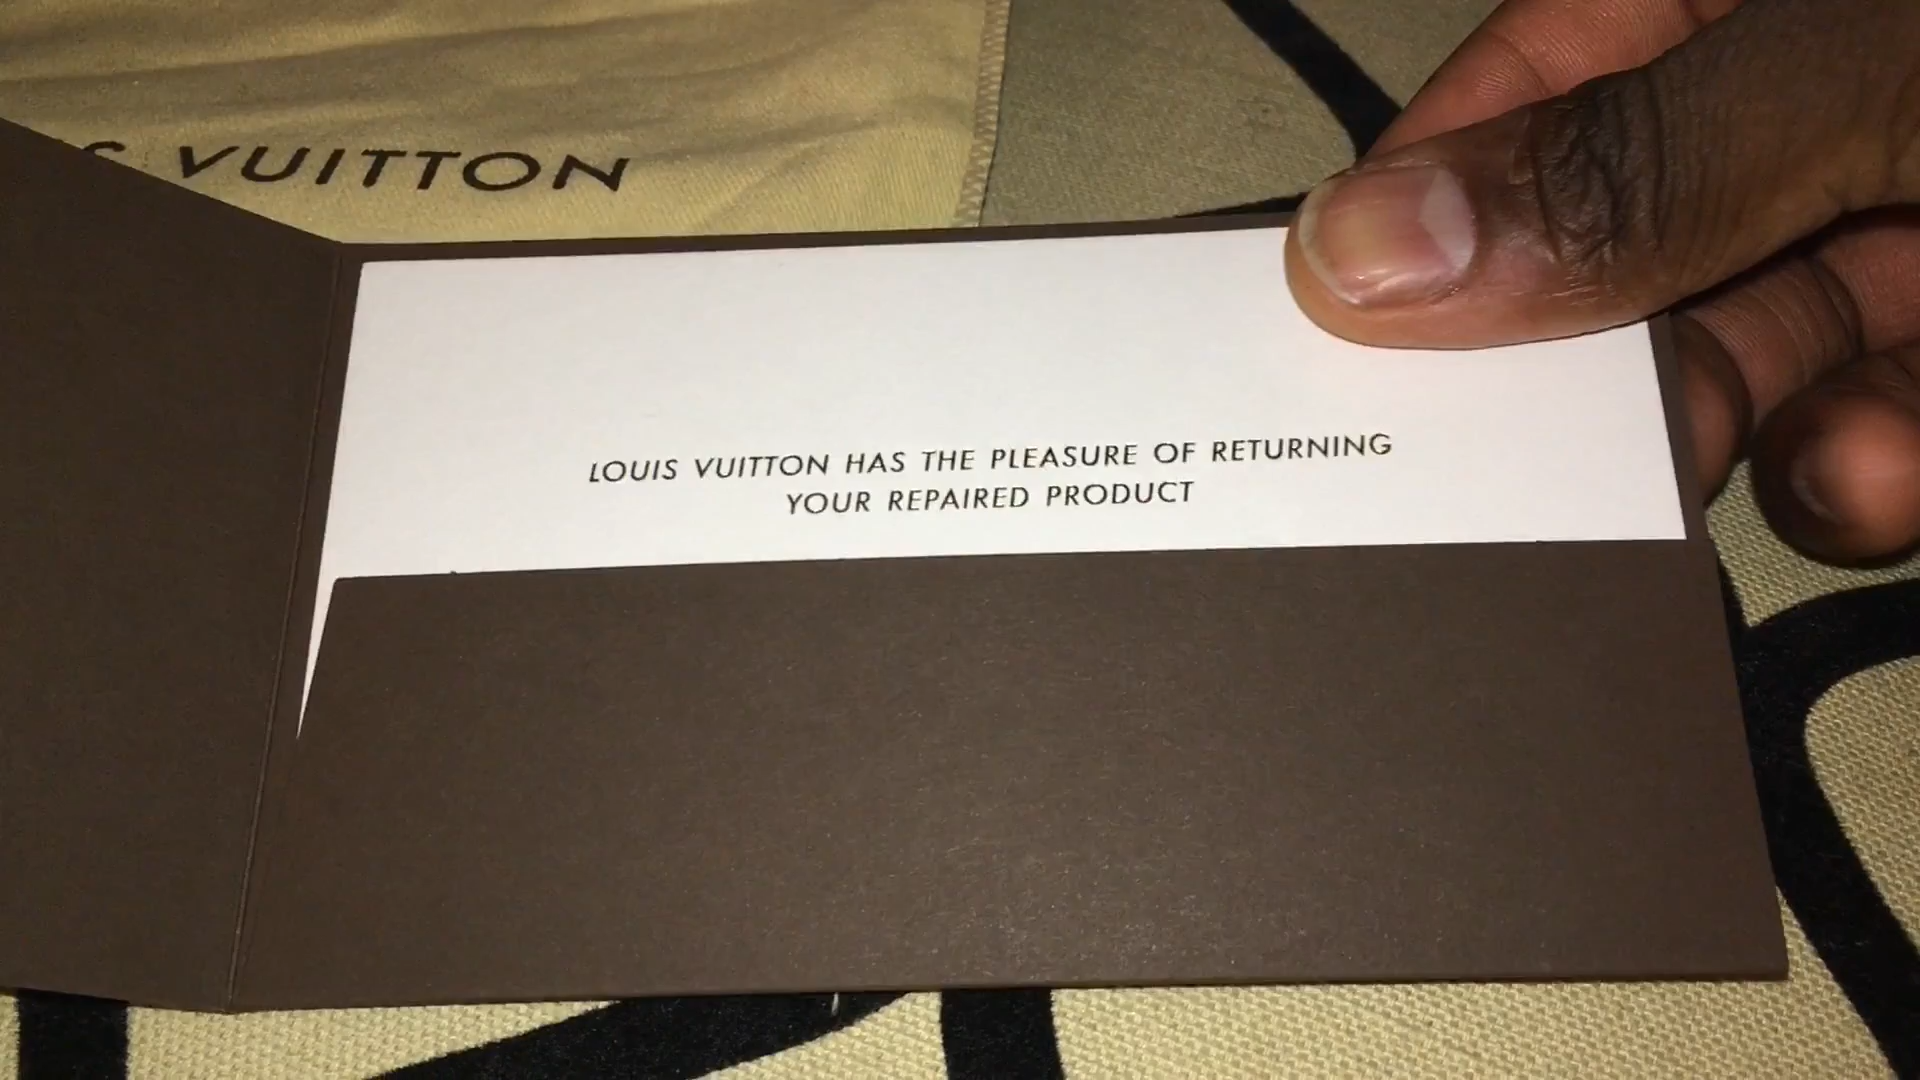 VUITTON
LOUIS VUITTON HAS THE PLEASURE OF RETURNING
YOUR REPAIRED PRODUCT